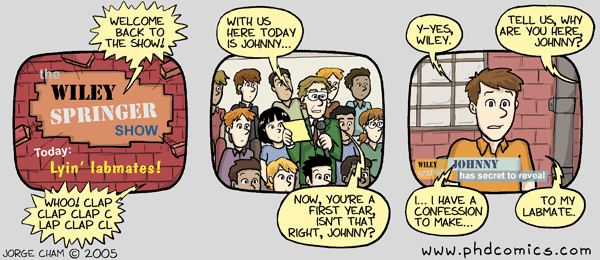 WELCOME
BACK TO
THE SHOW!
the
WILEY
SPRINGER
SHOW
Today:
Lyin' labmates!
WHOO! CLAP
CLAP CLAP C
LAP CLAP CL
WITH US
HERE TODAY
IS JOHNNY...
NOW, YOU'RE A
FIRST YEAR,
ISN'T THAT
RIGHT, JOHNNY?
Y-YES,
WILEY.
TELL US, WHY
ARE YOU HERE,
JOHNNY?
WILEY
JOHNNY
has secret to reveal
I... I HAVE A
CONFESSION
TO MAKE...
TO MY
LABMATE.
JORGE CHAM © 2005
www.phdcomics.com